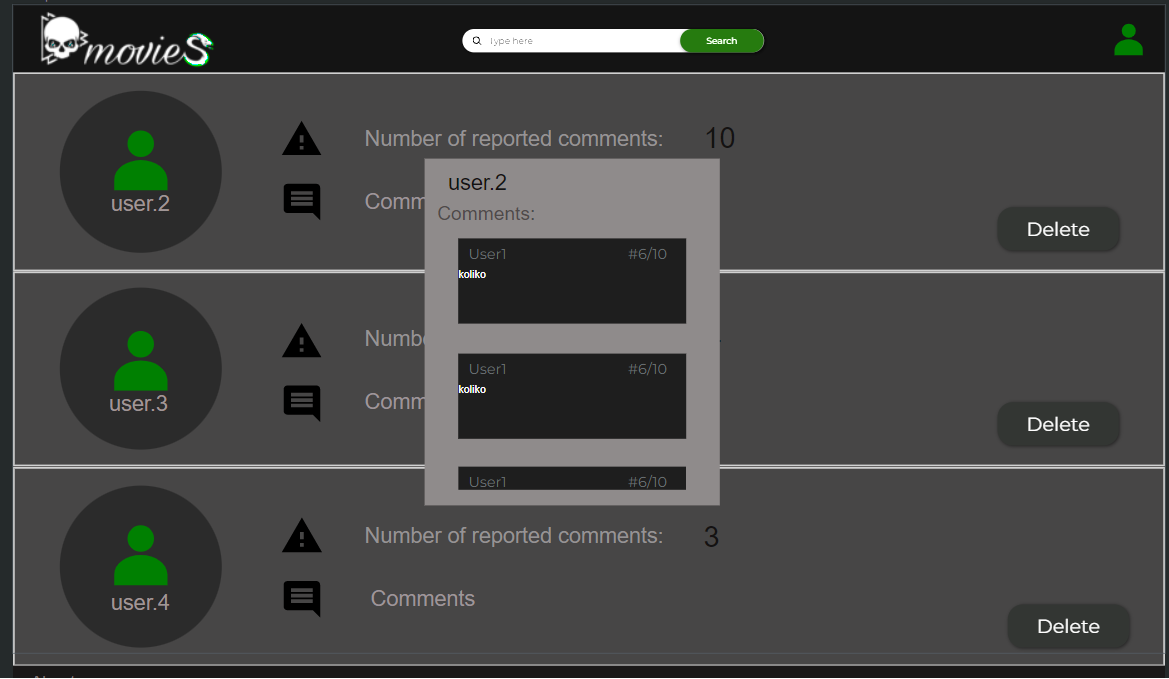 movieS
Type here
Search
user.2
Number of reported comments: 10
Comm
Delete
user.2
Comments:
User1 #6/10
koliko
User1 #6/10
koliko
User1 #6/10
user.3
Numbe
Comm
Delete
user.4
Number of reported comments: 3
Comments
Delete